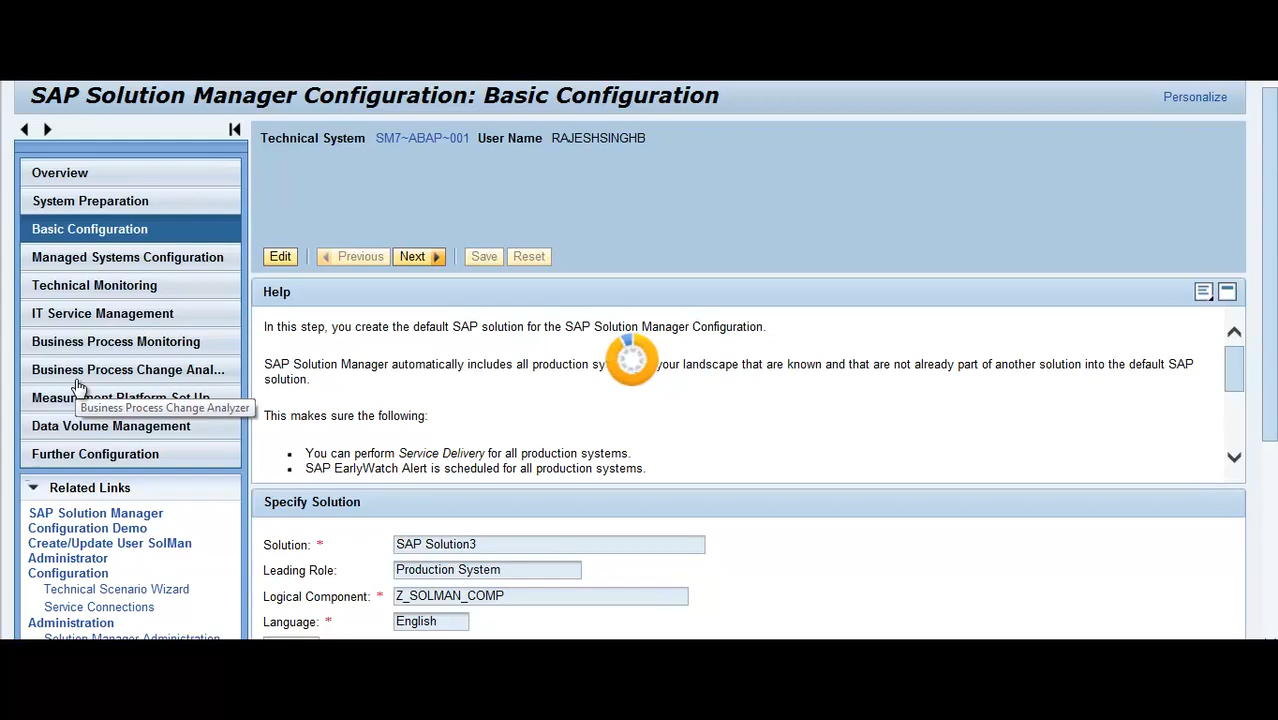 SAP Solution Manager Configuration: Basic Configuration
Personalize
Technical System SM7~ABAP~001 User Name RAJESHSINGHB
Overview
System Preparation
Basic Configuration
Managed Systems Configuration
Technical Monitoring
IT Service Management
Business Process Monitoring
Business Process Change Anal...
Measurement Platform Set Up
Business Process Change Analyzer
Data Volume Management
Further Configuration
Related Links
SAP Solution Manager
Configuration Demo
Create/Update User SolMan
Administrator
Configuration
Technical Scenario Wizard
Service Connections
Administration
Solution Manager Administration
Edit Previous Next Save Reset
Help
In this step, you create the default SAP solution for the SAP Solution Manager Configuration.
SAP Solution Manager automatically includes all production your landscape that are known and that are not already part of another solution into the default SAP
solution.
This makes sure the following:
You can perform Service Delivery for all production systems.
SAP EarlyWatch Alert is scheduled for all production systems.
Specify Solution
Solution: * SAP Solution3
Leading Role: Production System
Logical Component: * Z_SOLMAN_COMP
Language: * English